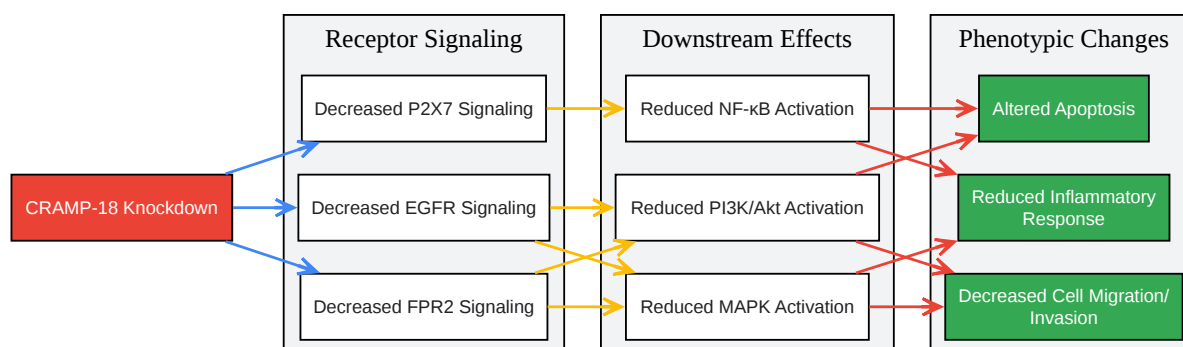 Receptor Signaling
Downstream Effects
Phenotypic Changes
Decreased P2X7 Signaling
Reduced NF-κB Activation
Altered Apoptosis
CRAMP-18 Knockdown
Decreased EGFR Signaling
Reduced PI3K/Akt Activation
Reduced Inflammatory
Response
Decreased FPR2 Signaling
Reduced MAPK Activation
Decreased Cell Migration/
Invasion